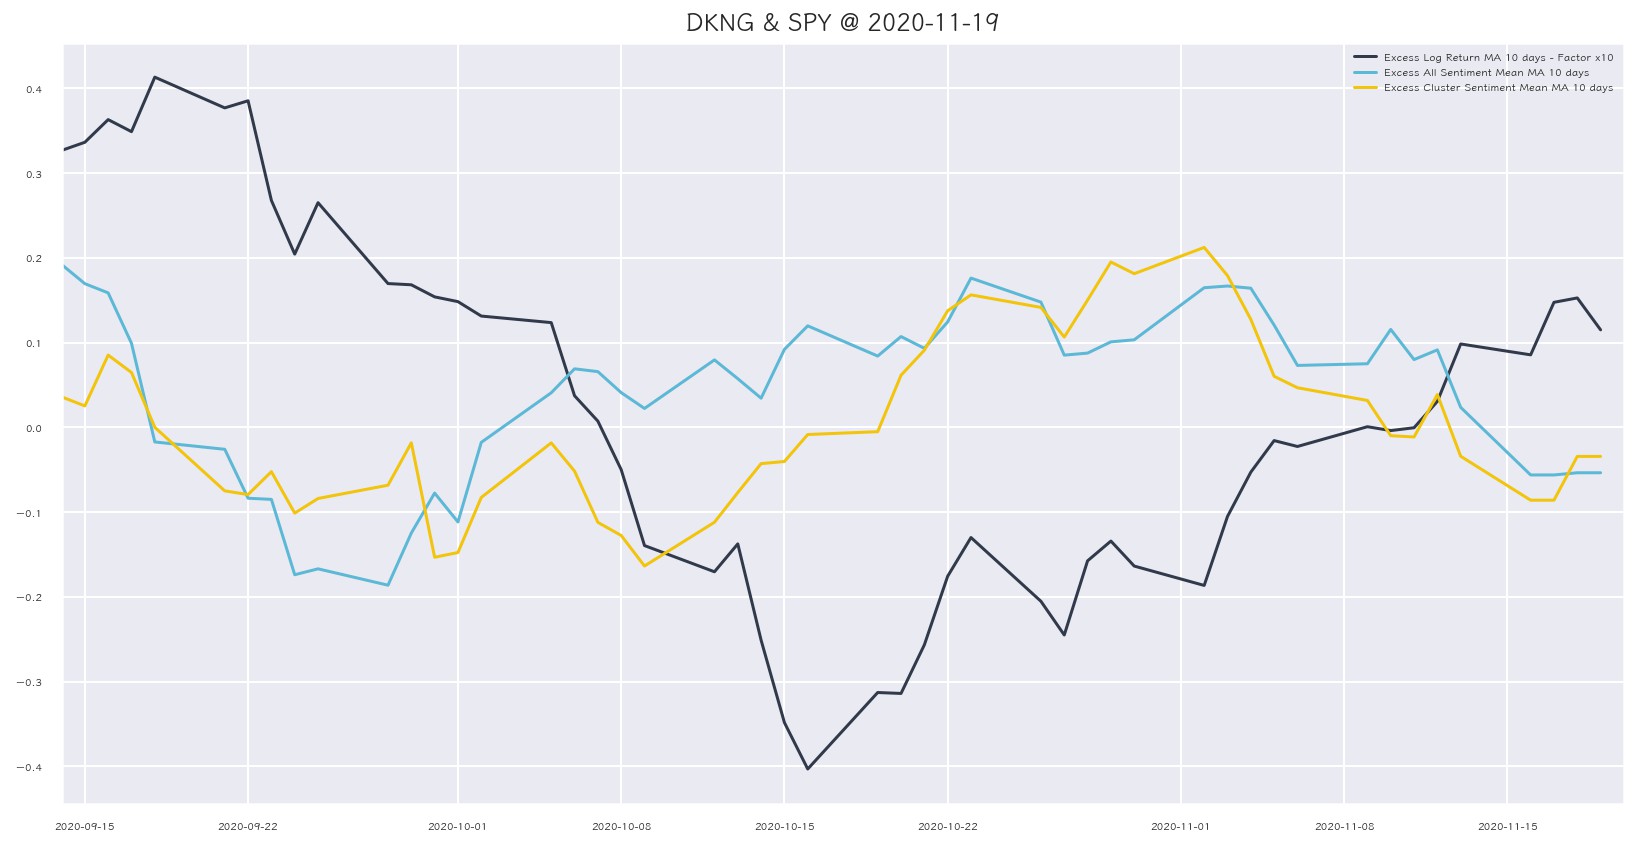 DKNG & SPY @ 2020-11-19
Excess Log Return MA 10 days - Factor x10
Excess All Sentiment Mean MA 10 days
Excess Cluster Sentiment Mean MA 10 days
0.4
0.3
0.2
0.1
0.0
−0.1
−0.2
−0.3
−0.4
2020-09-15 2020-09-22 2020-10-01 2020-10-08 2020-10-15 2020-10-22 2020-11-01 2020-11-08 2020-11-15